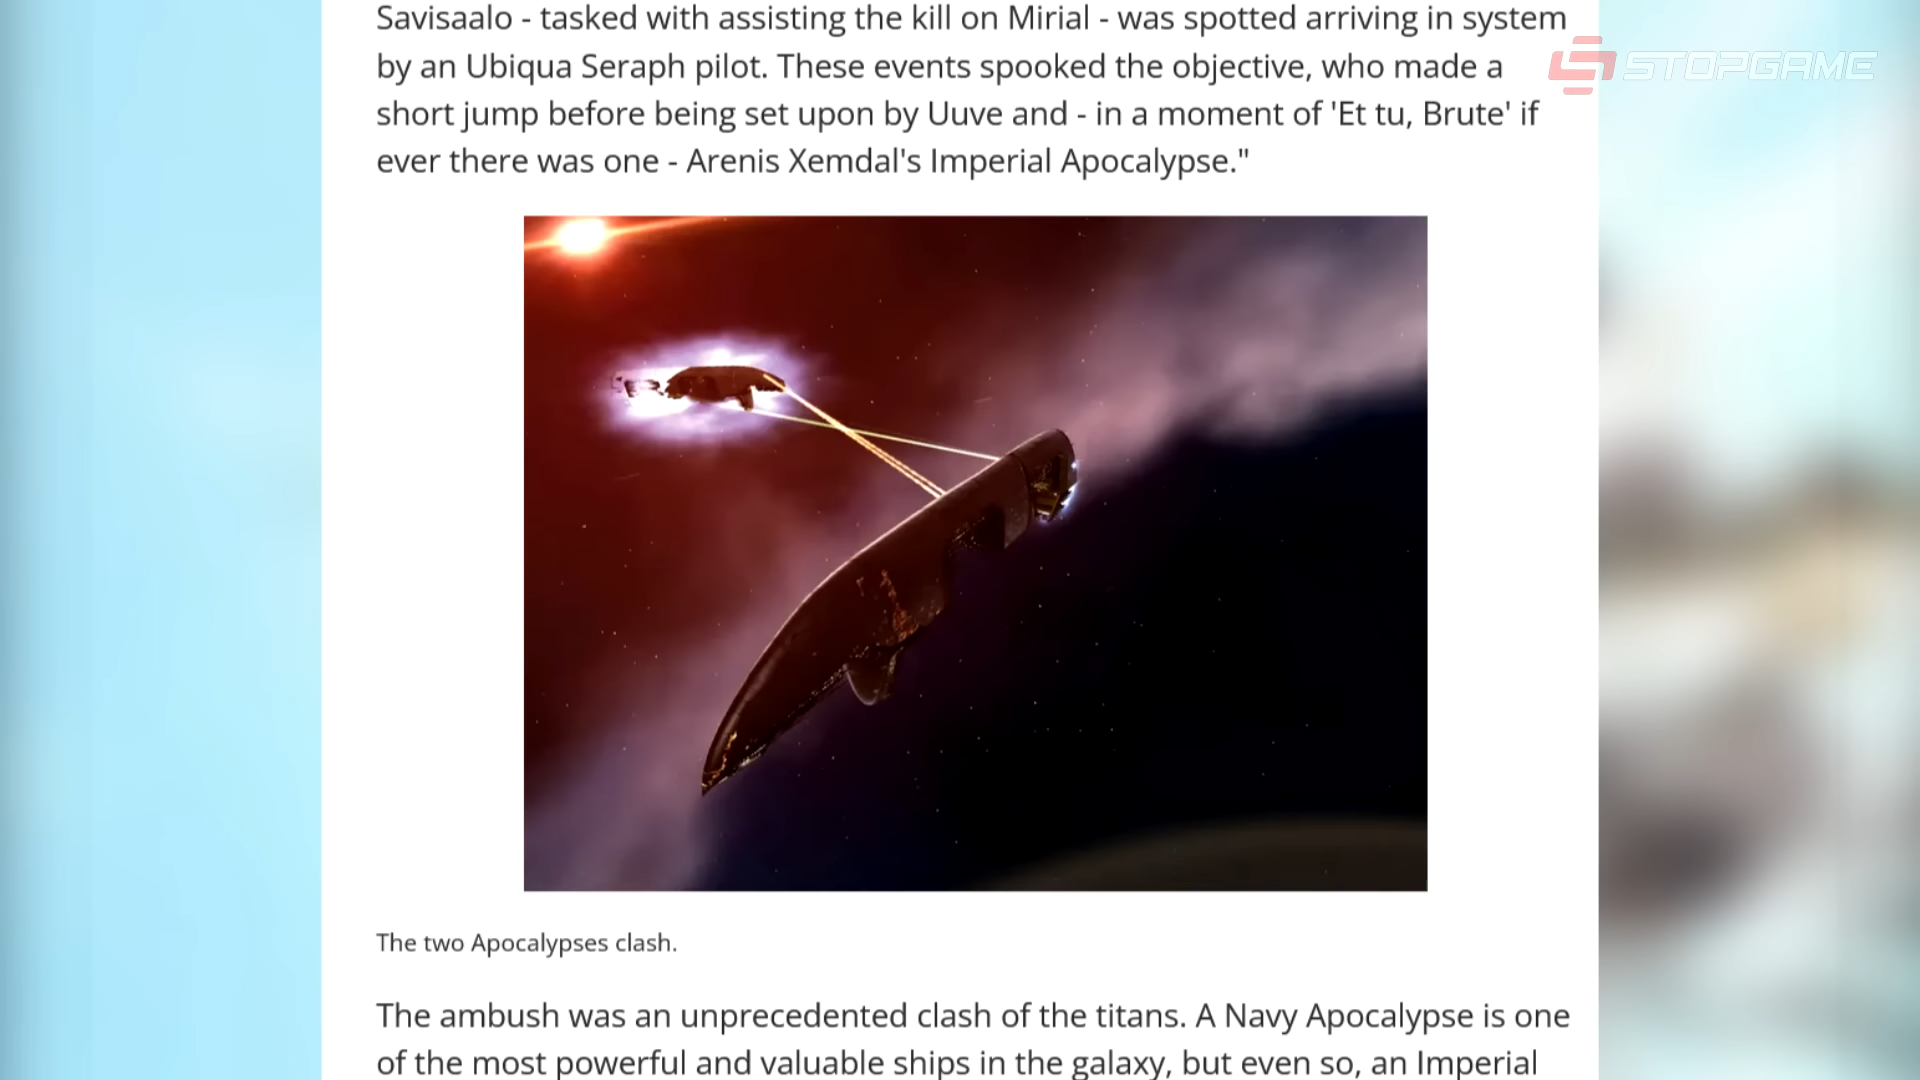 Savisaalo - tasked with assisting the kill on Mirial - was spotted arriving in system
by an Ubiqua Seraph pilot. These events spooked the objective, who made a
short jump before being set upon by Uuve and - in a moment of 'Et tu, Brute' if
ever there was one - Arenis Xemdal's Imperial Apocalypse."
STOPGAME
The two Apocalypses clash.
The ambush was an unprecedented clash of the titans. A Navy Apocalypse is one
of the most powerful and valuable ships in the galaxy, but even so, an Imperial